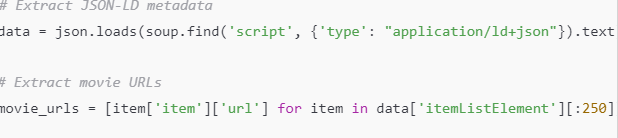 # Extract JSON-LD metadata
data = json.loads(soup.find('script', {'type': "application/ld+json"}).text
# Extract movie URLs
movie_urls = [item['item']['url'] for item in data['itemListElement'][:250]